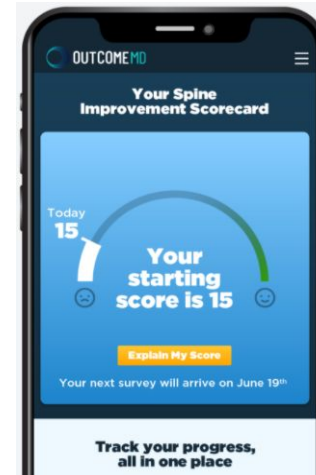 OUTCOMEMD
Your Spine
Improvement Scorecard
Today
15
Your
starting
score is 15
Explain My Score
Your next survey will arrive on June 19th
Track your progress,
all in one place